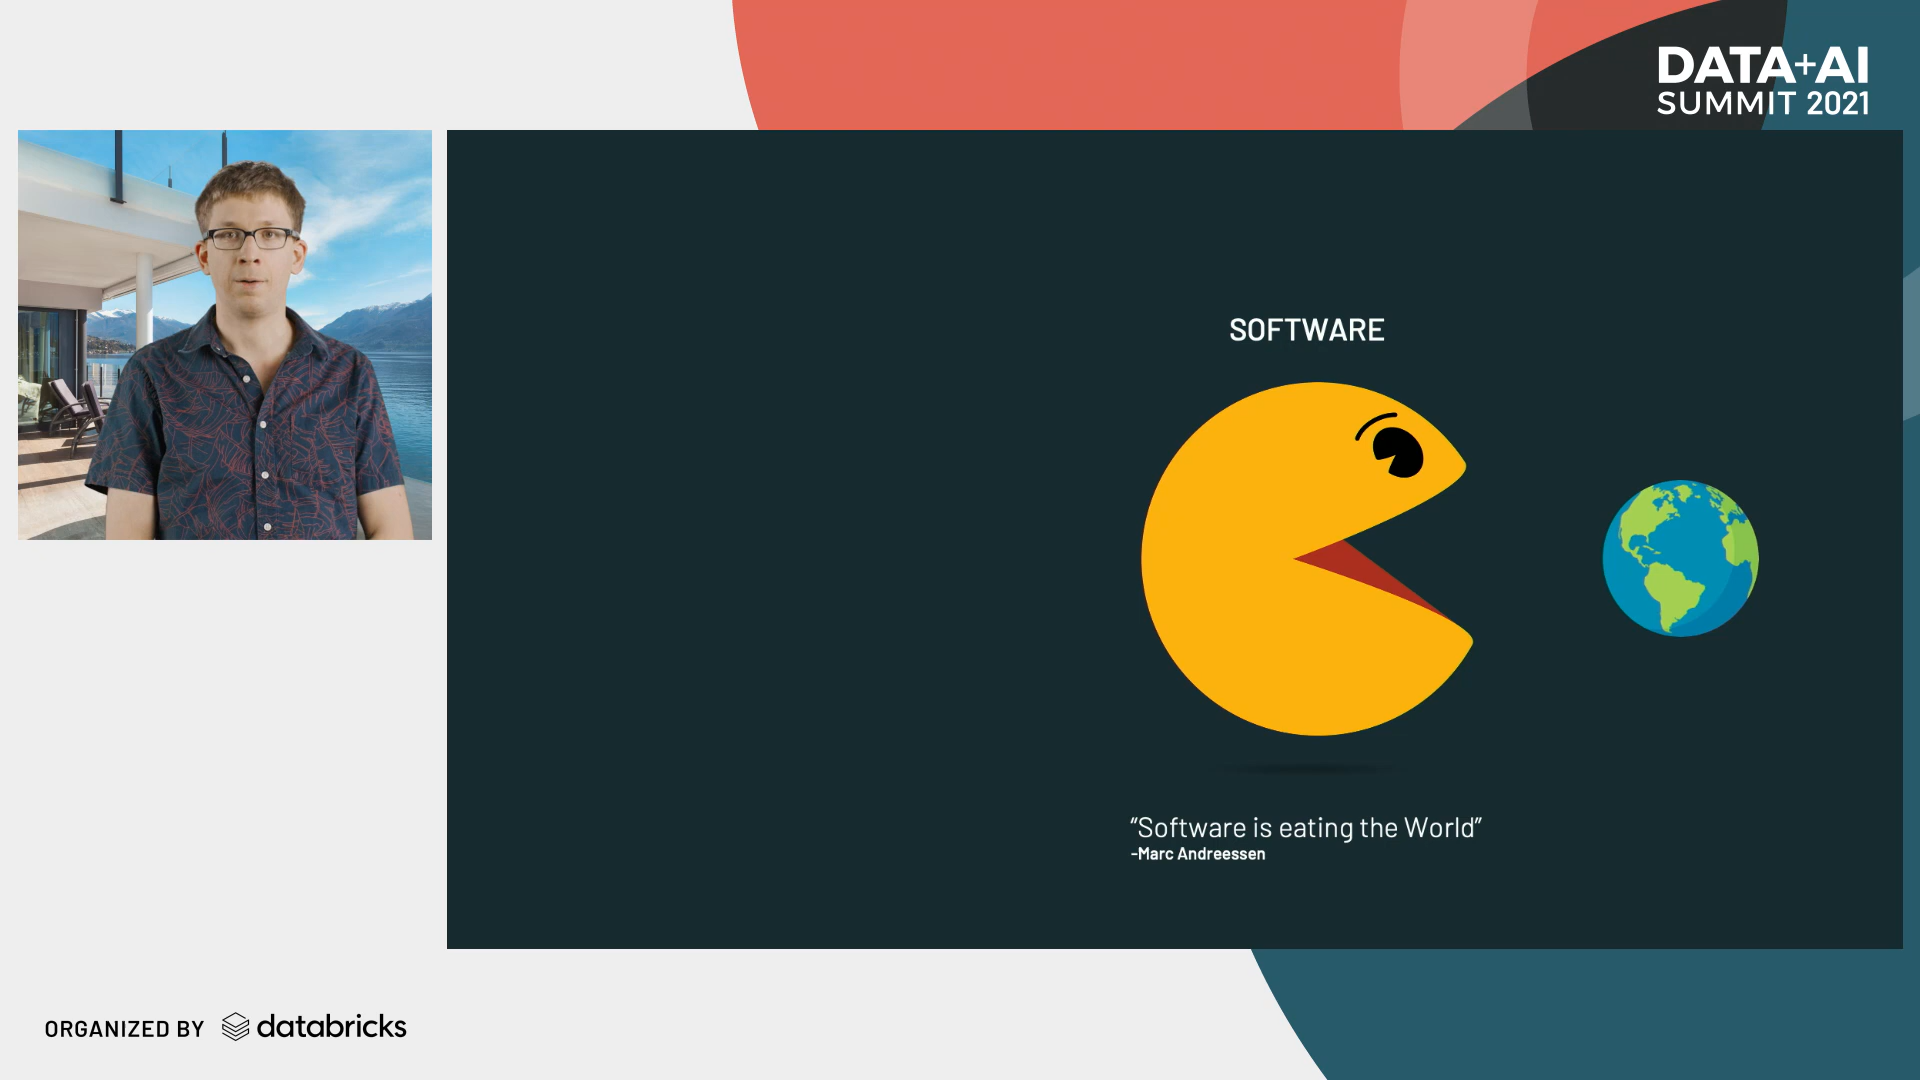 DATA+AI
SUMMIT 2021
SOFTWARE
“Software is eating the World”
-Marc Andreessen
ORGANIZED BY databricks